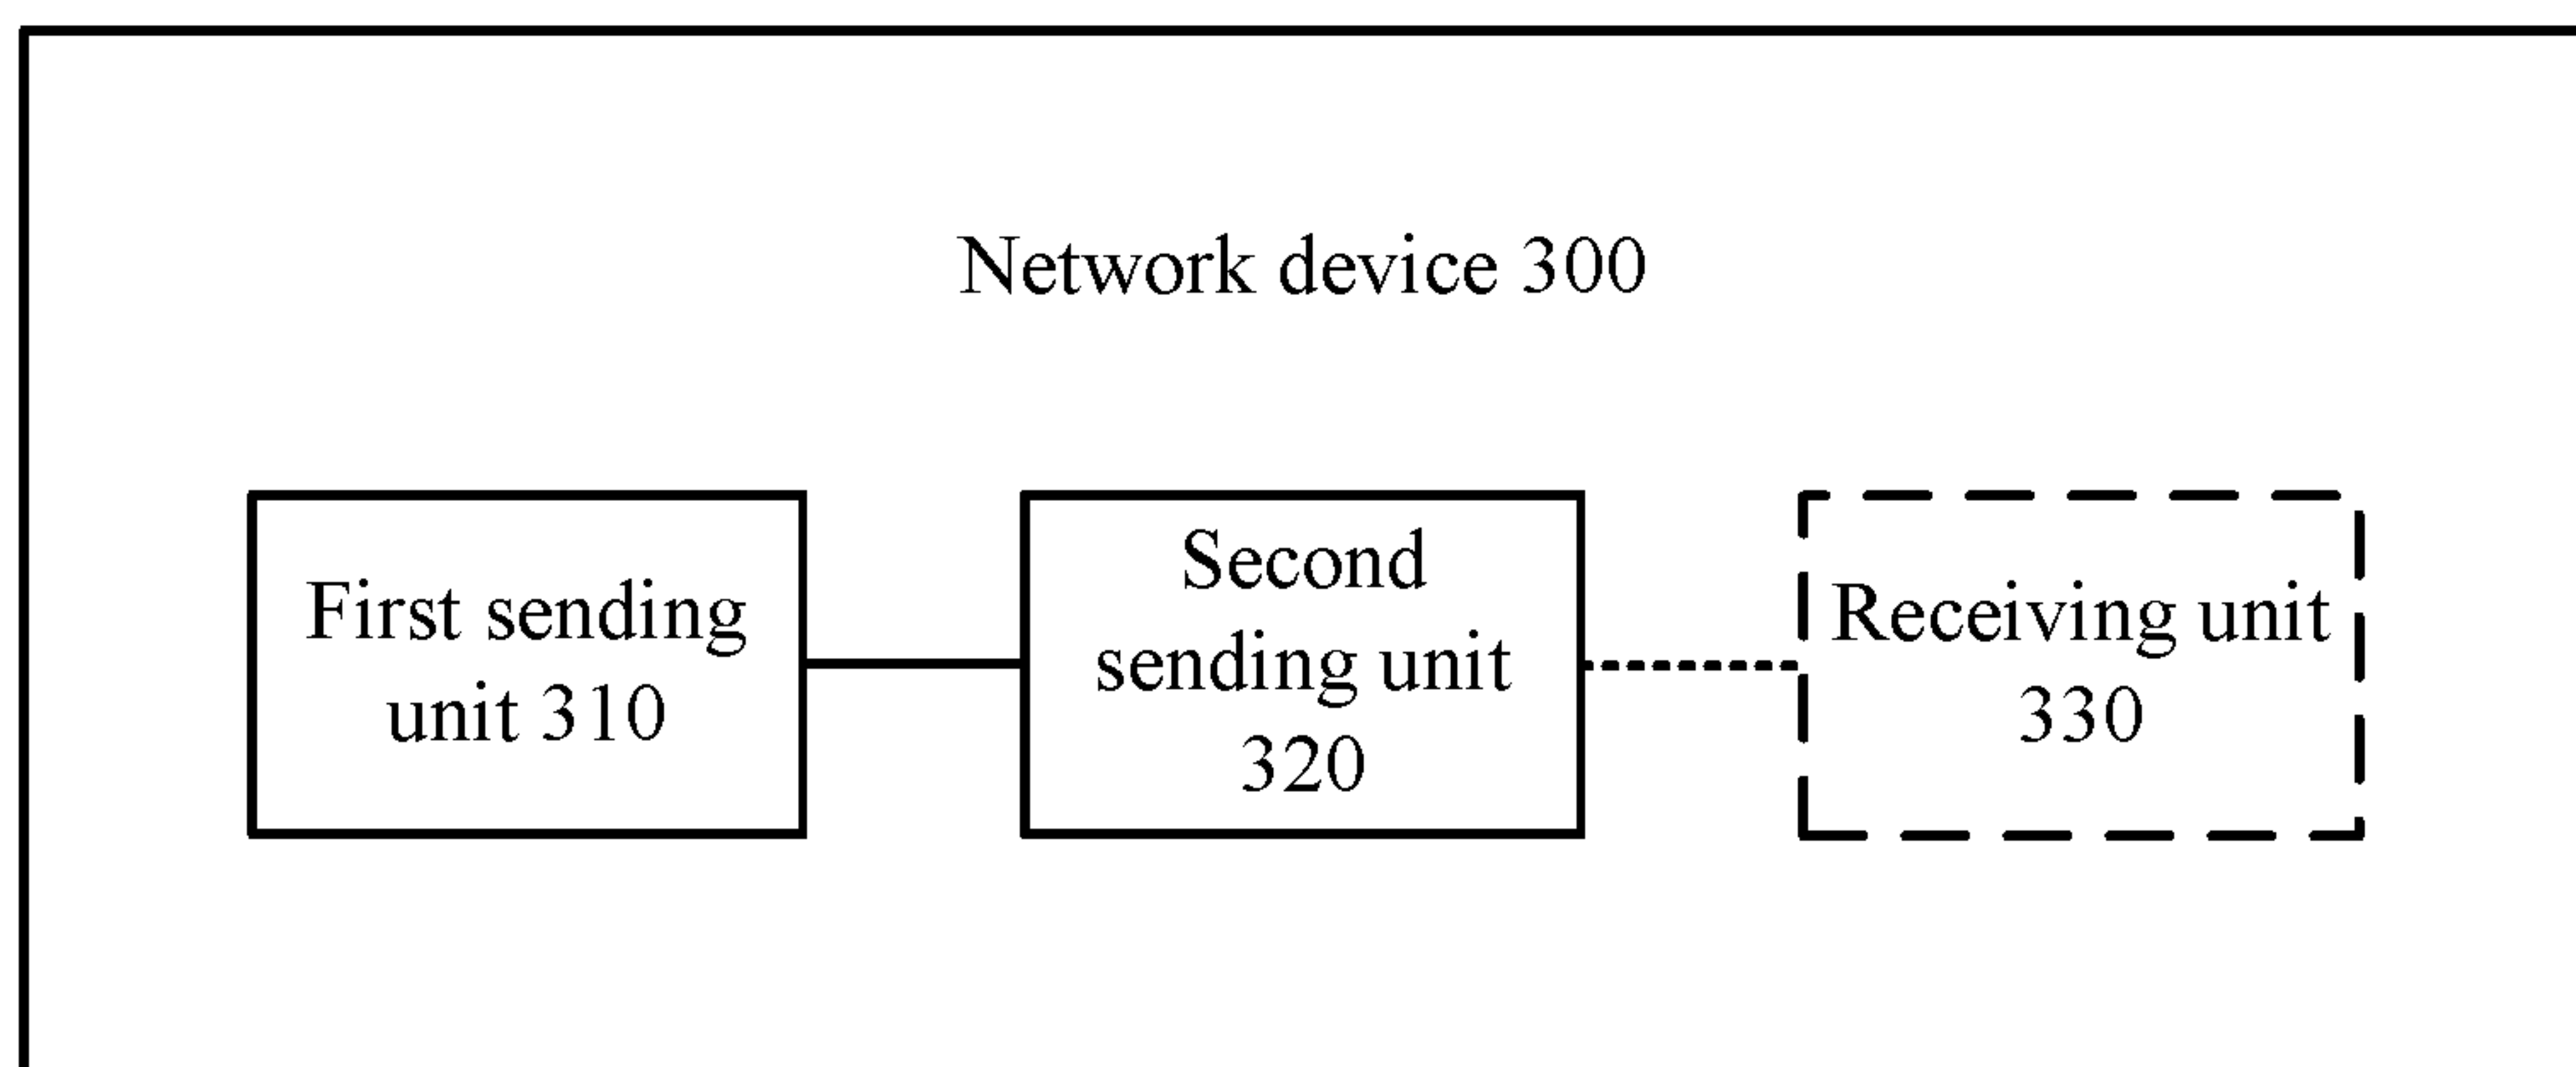 Network device 300
First sending
unit 310
Second
sending unit
320
Receiving unit
330